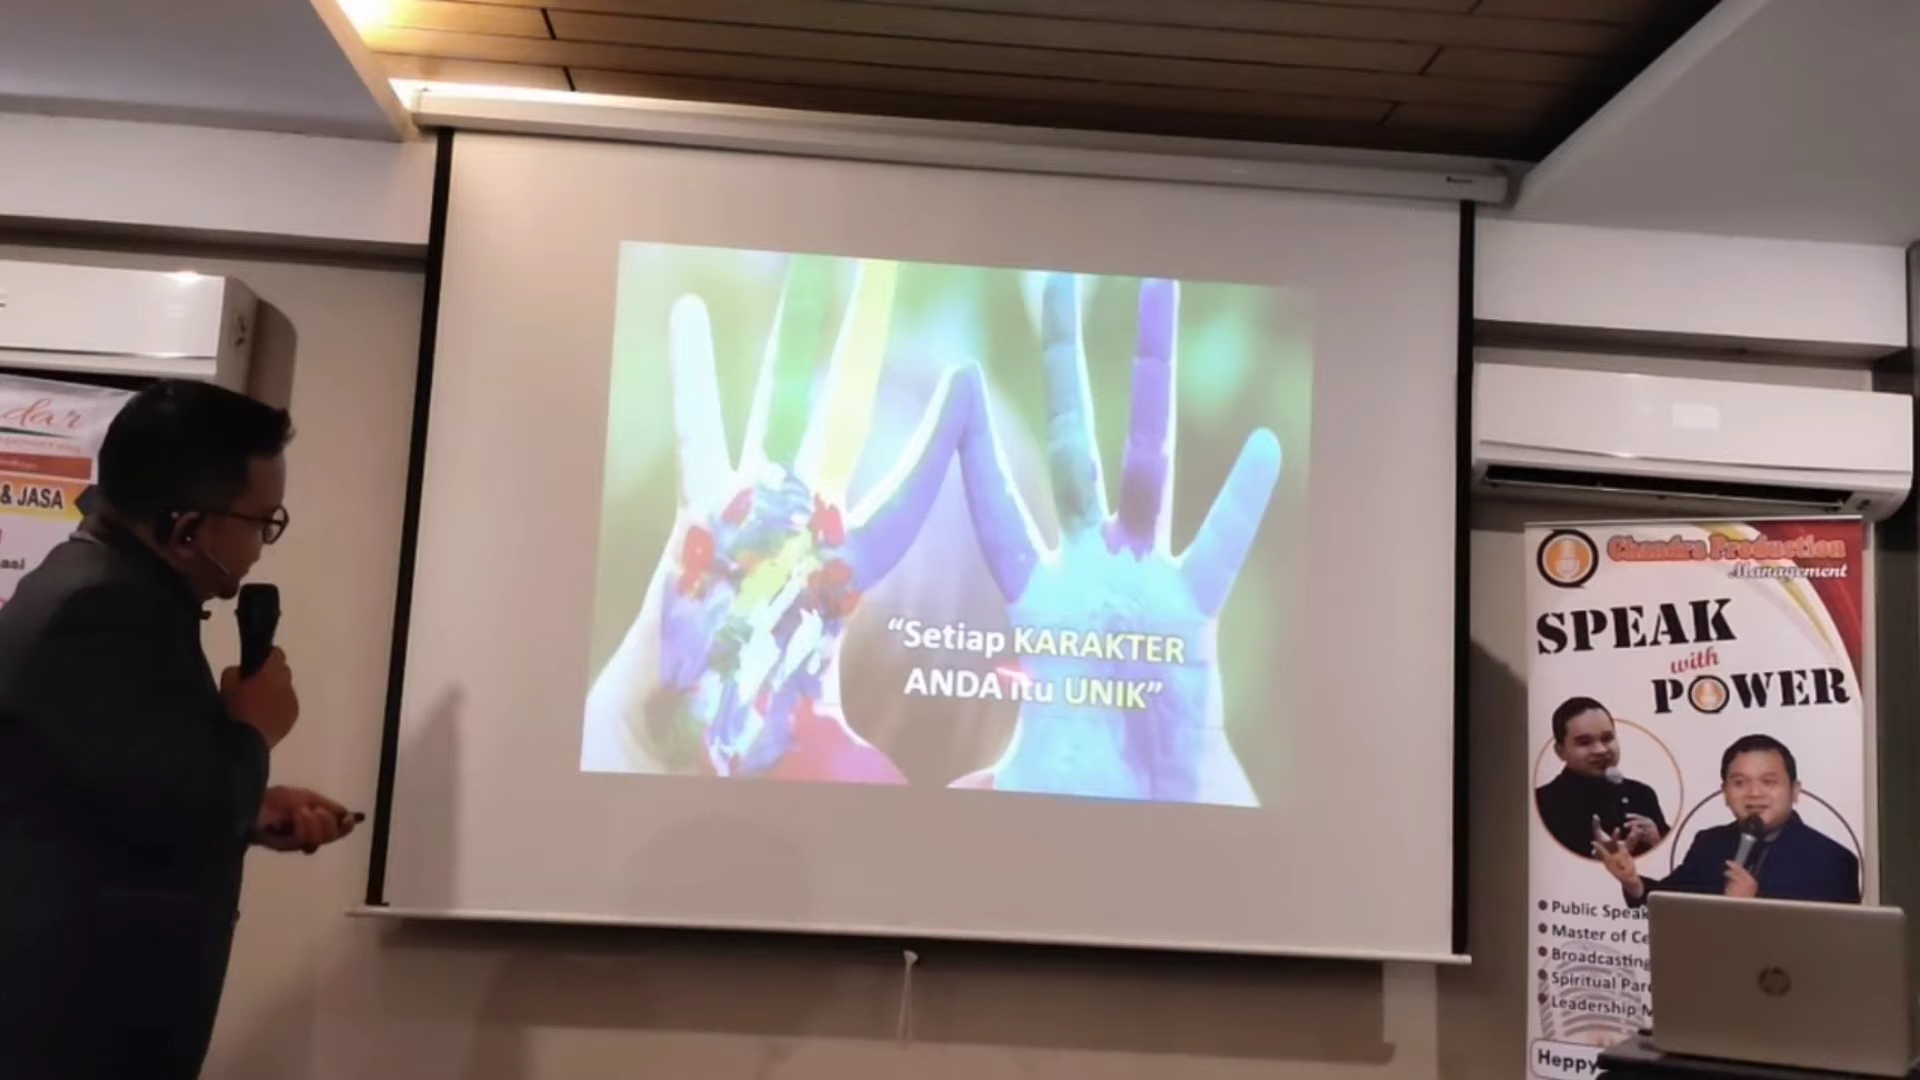 & JASA
“Setiap KARAKTER
ANDA itu UNIK”
Chandra Production
Management
SPEAK
with
POWER
Public Speak
Master of Ce
Broadcasting
Spiritual Par
Leadership M
Heppy
hp